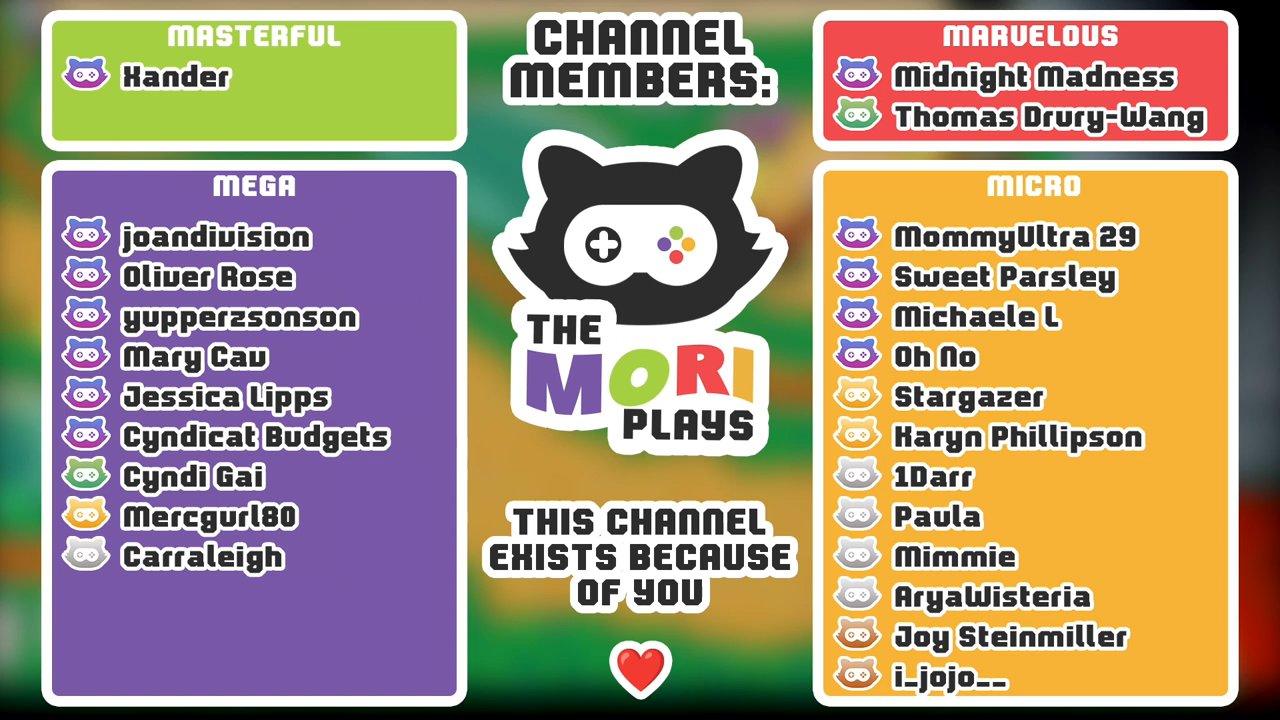 MASTERFUL
Xander
MEGA
joandivision
Oliver Rose
yupperzsonson
Mary Cav
Jessica Lipps
Cyndicat Budgets
Cyndi Gai
Mercgurl80
Carraleigh
CHANNEL
MEMBERS:
THE
MORI
PLAYS
THIS CHANNEL
EXISTS BECAUSE
OF YOU
MARVELOUS
Midnight Madness
Thomas Drury-Wang
MICRO
MommyUltra 29
Sweet Parsley
Michaele L
Oh No
Stargazer
Karyn Phillipson
1Darr
Paula
Mimmie
AryaWisteria
Joy Steinmiller
i_jojo__